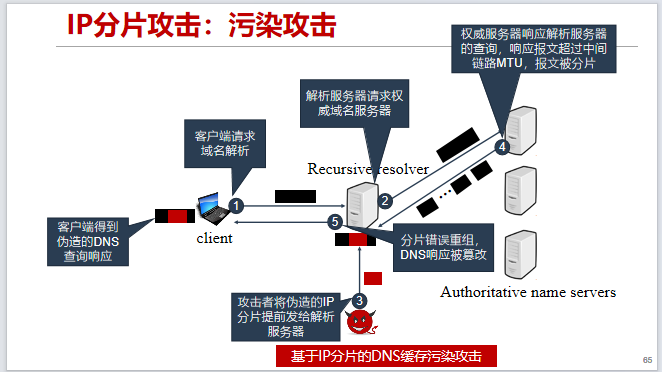 IP分片攻击：污染攻击
权威服务器响应解析服务器
的查询，响应报文超过中间
链路MTU，报文被分片
解析服务器请求权
威域名服务器
客户端请求
域名解析
Recursive resolver
4
1
2
5
客户端得到
伪造的DNS
查询响应
client
分片错误重组，
DNS响应被篡改
Authoritative name servers
3
攻击者将伪造的IP
分片提前发给解析
服务器
基于IP分片的DNS缓存污染攻击
65